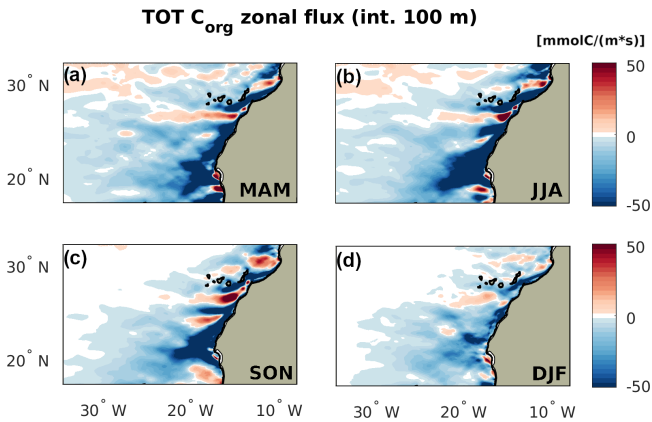 TOT C_org zonal flux (int. 100 m)
[mmolC/(m*s)]
(a)
(b)
30° N
20° N
MAM
JJA
50
0
-50
(c)
(d)
30° N
20° N
SON
DJF
50
0
-50
30° W 20° W 10° W
30° W 20° W 10° W